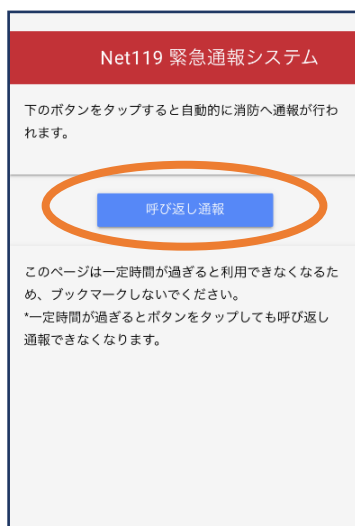 Net119 緊急通報システム
下のボタンをタップすると自動的に消防へ通報が行わ
れます。
呼び返し通報
このページは一定時間が過ぎると利用できなくなるた
め、ブックマークしないでください。
*一定時間が過ぎるとボタンをタップしても呼び返し
通報できなくなります。